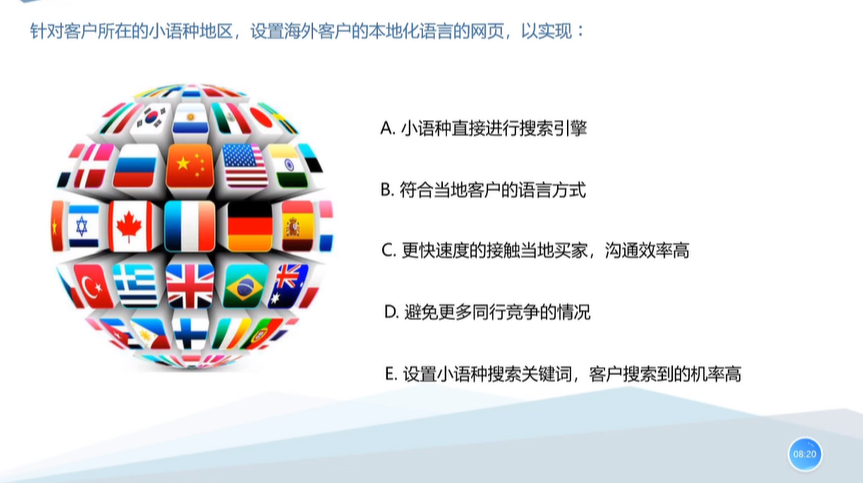 针对客户所在的小语种地区，设置海外客户的本地化语言的网页，以实现：
A. 小语种直接进行搜索引擎
B. 符合当地客户的语言方式
C. 更快速度的接触当地买家，沟通效率高
D. 避免更多同行竞争的情况
E. 设置小语种搜索关键词，客户搜索到的机率高
08:20